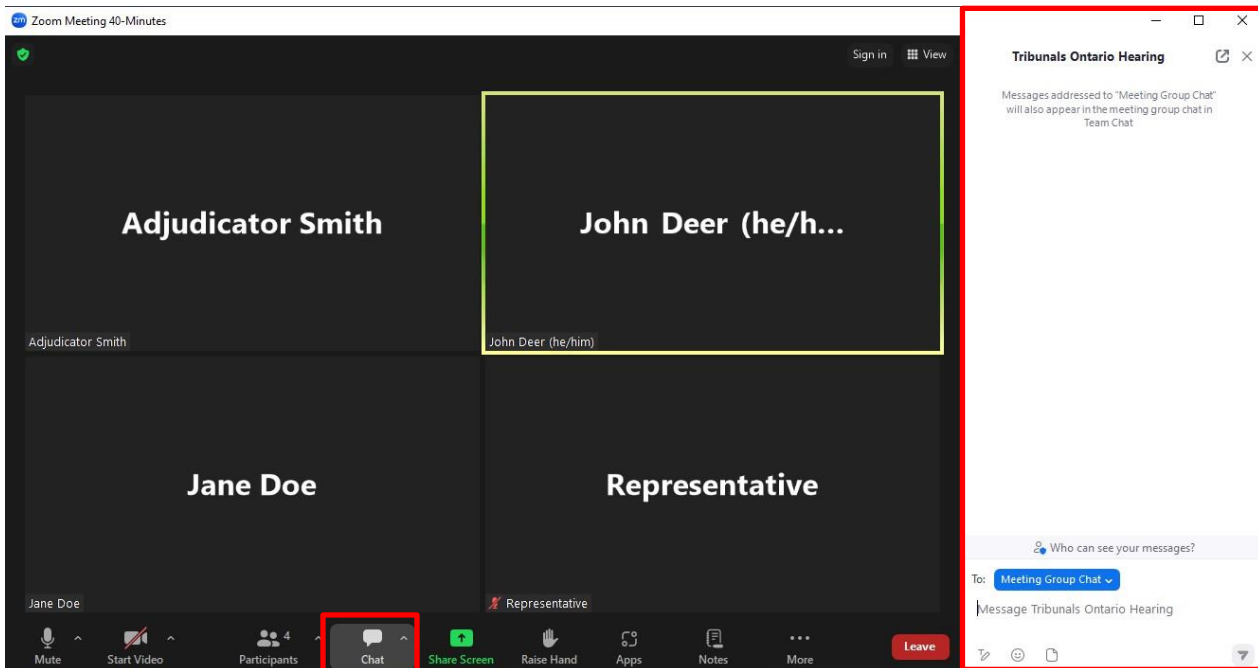 zm Zoom Meeting 40-Minutes
Sign in View
Adjudicator Smith
John Deer (he/h...
Adjudicator Smith
John Deer (he/him)
Jane Doe
Representative
Jane Doe
Representative
Mute
Start Video
4
Participants
Chat
Share Screen
Raise Hand
Apps
Notes
More
Leave
Tribunals Ontario Hearing
Messages addressed to "Meeting Group Chat"
will also appear in the meeting group chat in
Team Chat
Who can see your messages?
To: Meeting Group Chat
Message Tribunals Ontario Hearing